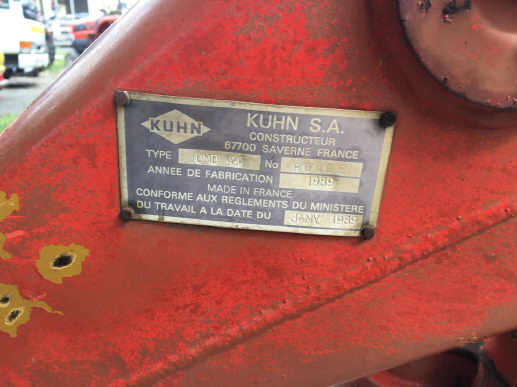 KUHN
KUHN S.A.
CONSTRUCTEUR
67700 SAVERNE FRANCE
TYPE No
ANNEE DE FABRICATION 1989
MADE IN FRANCE
CONFORME AUX REGLEMENTS DU MINISTERE
DU TRAVAIL A LA DATE DU JANV 1989